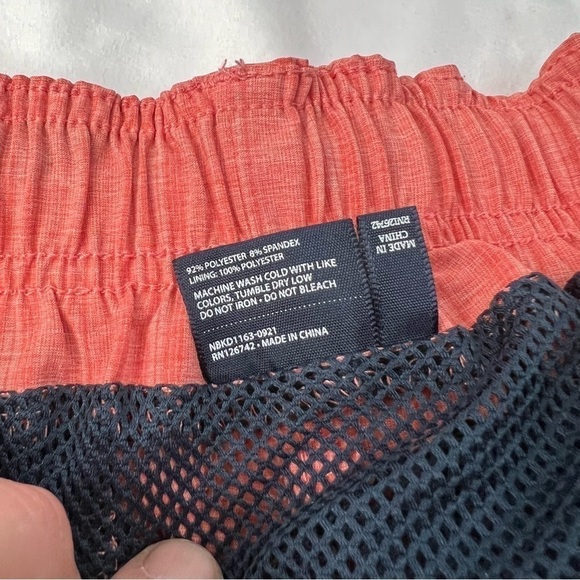 92% POLYESTER 8% SPANDEX
LINING: 100% POLYESTER
MACHINE WASH COLD WITH LIKE
COLORS, TUMBLE DRY LOW
DO NOT IRON • DO NOT BLEACH
NBKD1163-0921
RN126742 • MADE IN CHINA
MADE IN
CHINA
RN126742